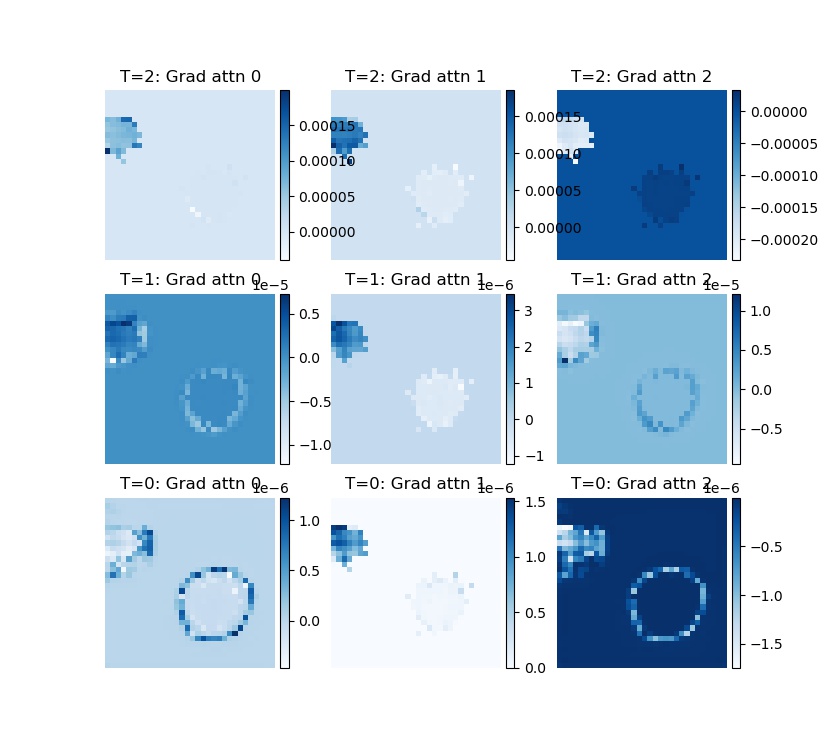 T=2: Grad attn 0
0.00015
0.00010
0.00005
0.00000
T=2: Grad attn 1
0.00015
0.00010
0.00005
0.00000
T=2: Grad attn 2
0.00000
−0.00005
−0.00010
−0.00015
−0.00020
T=1: Grad attn 0
1e−5
0.5
0.0
−0.5
−1.0
T=1: Grad attn 1
1e−6
3
2
1
0
−1
T=1: Grad attn 2
1e−5
1.0
0.5
0.0
−0.5
T=0: Grad attn 0
1e−6
1.0
0.5
0.0
T=0: Grad attn 1
1e−6
1.5
1.0
0.5
0.0
T=0: Grad attn 2
1e−6
−0.5
−1.0
−1.5